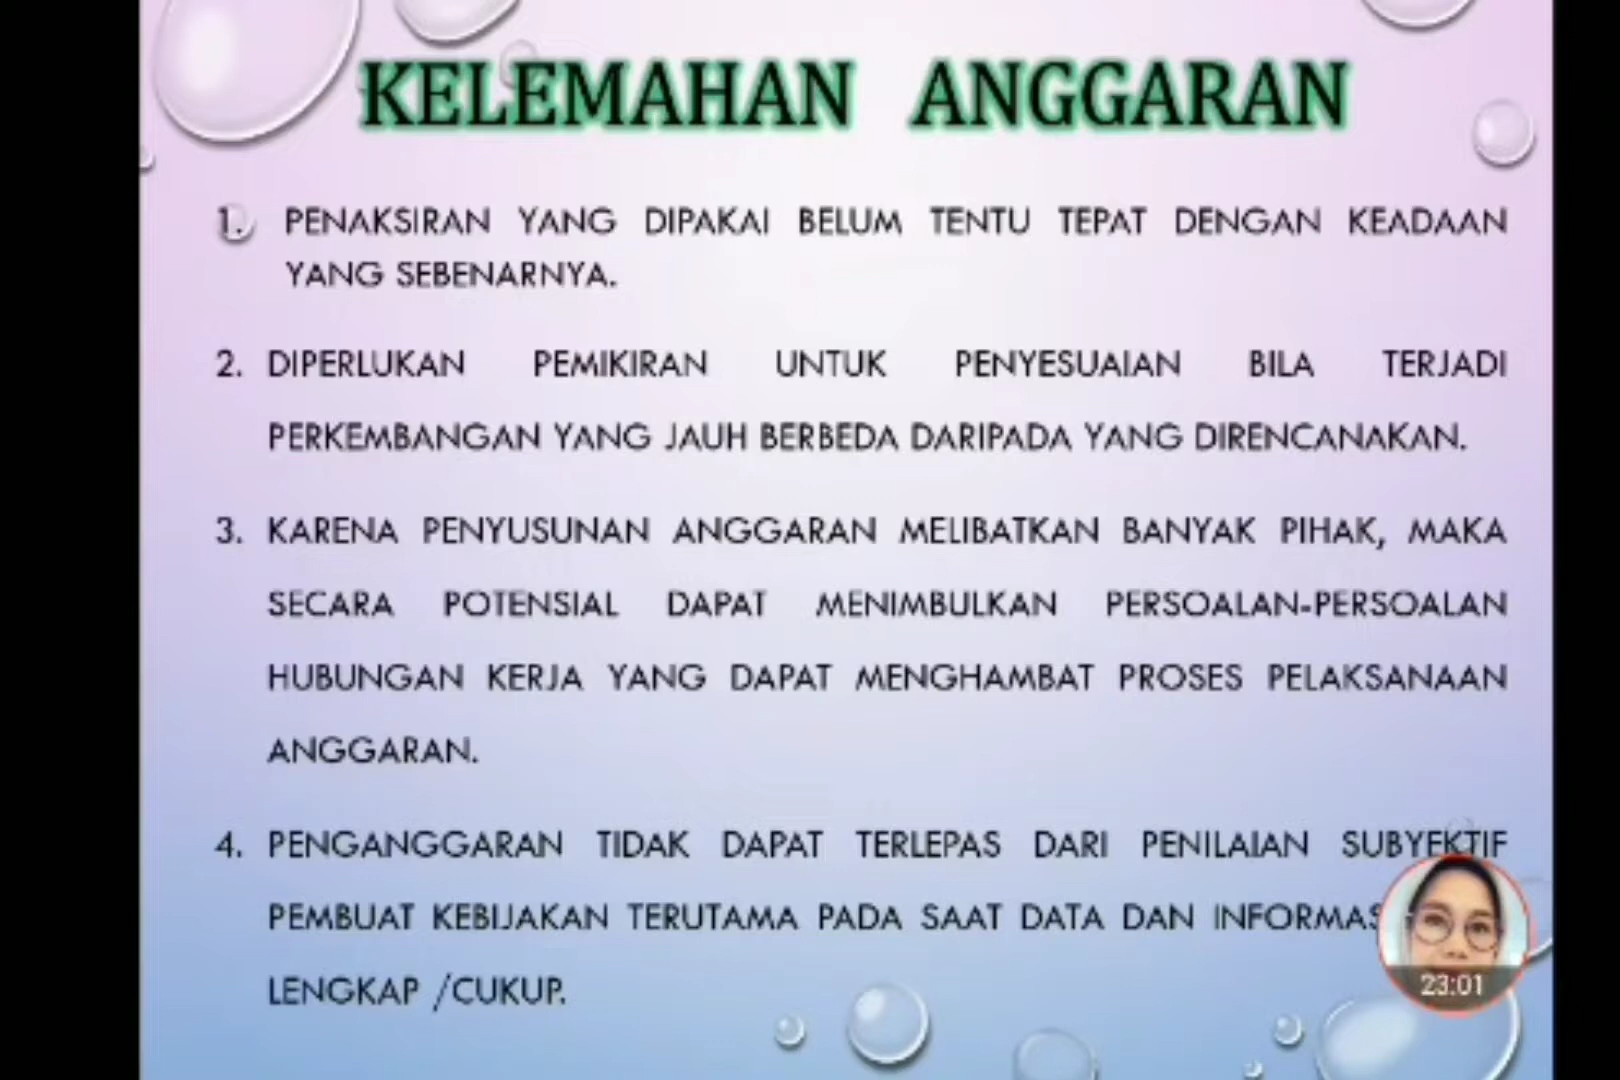 KELEMAHAN ANGGARAN
1. PENAKSIRAN YANG DIPAKAI BELUM TENTU TEPAT DENGAN KEADAAN
YANG SEBENARNYA.
2. DIPERLUKAN PEMIKIRAN UNTUK PENYESUAIAN BILA TERJADI
PERKEMBANGAN YANG JAUH BERBEDA DARIPADA YANG DIRENCANAKAN.
3. KARENA PENYUSUNAN ANGGARAN MELIBATKAN BANYAK PIHAK, MAKA
SECARA POTENSIAL DAPAT MENIMBULKAN PERSOALAN-PERSOALAN
HUBUNGAN KERJA YANG DAPAT MENGHAMBAT PROSES PELAKSANAAN
ANGGARAN.
4. PENGANGGARAN TIDAK DAPAT TERLEPAS DARI PENILAIAN SUBYEKTIF
PEMBUAT KEBIJAKAN TERUTAMA PADA SAAT DATA DAN
LENGKAP /CUKUP.
23:01